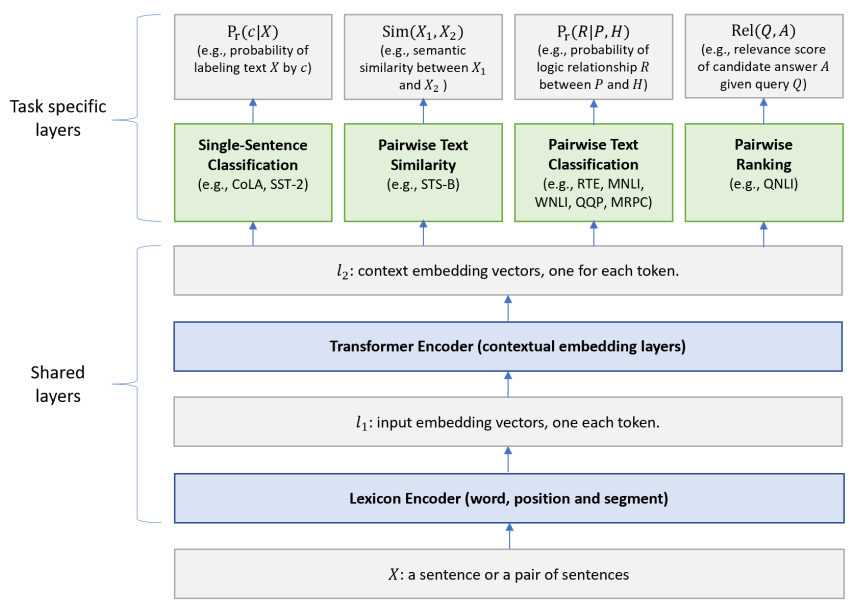 Pr(c|X)
(e.g., probability of
labeling text X by c)
Sim(X₁, X₂)
(e.g., semantic
similarity between X₁
and X₂ )
Pr(R|P, H)
(e.g., probability of
logic relationship R
between P and H)
Rel(Q, A)
(e.g., relevance score
of candidate answer A
given query Q)
Task specific
layers
Single-Sentence
Classification
(e.g., CoLA, SST-2)
Pairwise Text
Similarity
(e.g., STS-B)
Pairwise Text
Classification
(e.g., RTE, MNLI,
WNLI, QQP, MRPC)
Pairwise
Ranking
(e.g., QNLI)
l₂: context embedding vectors, one for each token.
Transformer Encoder (contextual embedding layers)
Shared
layers
l₁: input embedding vectors, one each token.
Lexicon Encoder (word, position and segment)
X: a sentence or a pair of sentences